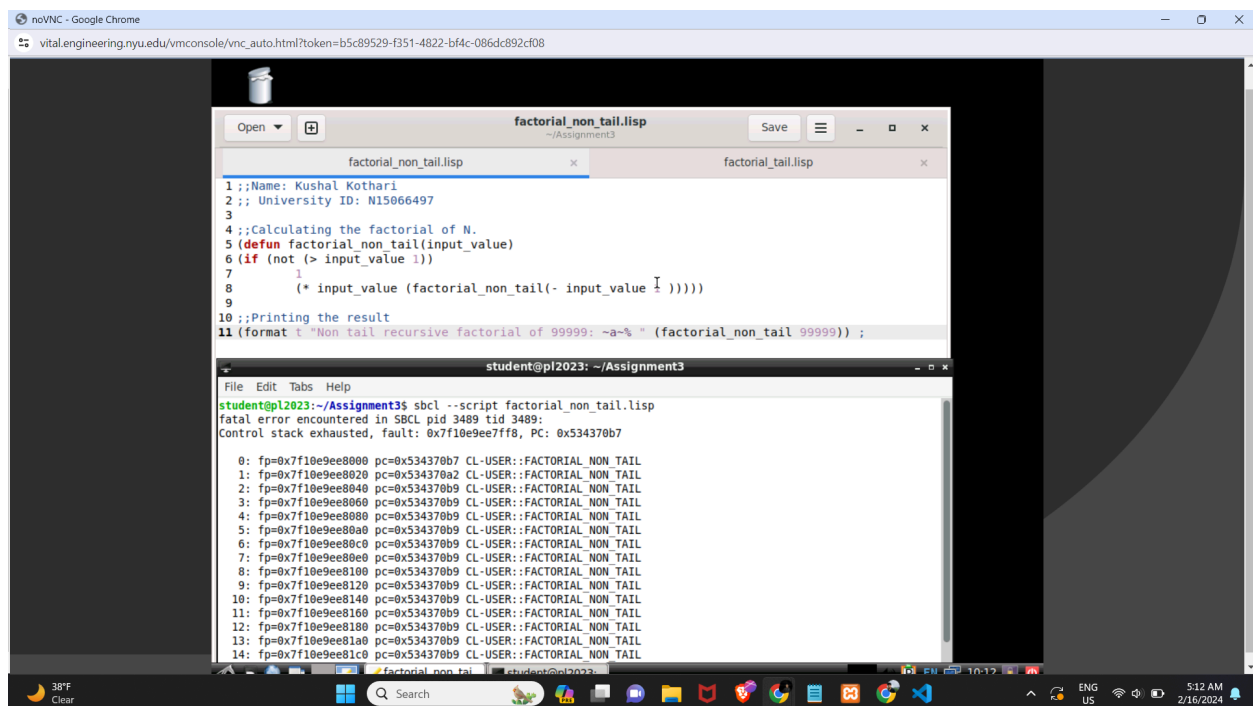 noVNC - Google Chrome
vital.engineering.nyu.edu/vmconsole/vnc_auto.html?token=b5c89529-f351-4822-bf4c-086dc892cf08
Open
factorial_non_tail.lisp
~/Assignment3
Save
factorial_non_tail.lisp
factorial_tail.lisp
1 ;;Name: Kushal Kothari
2 ;; University ID: N15066497
3
4 ;;Calculating the factorial of N.
5 (defun factorial_non_tail(input_value)
6 (if (not (> input_value 1))
7 1
8 (* input_value (factorial_non_tail(- input_value 1 )))))
9
10 ;;Printing the result
11 (format t "Non tail recursive factorial of 99999: ~a~% " (factorial_non_tail 99999)) ;
student@pl2023: ~/Assignment3
File Edit Tabs Help
student@pl2023:~/Assignment3$ sbcl --script factorial_non_tail.lisp
fatal error encountered in SBCL pid 3489 tid 3489:
Control stack exhausted, fault: 0x7f10e9ee7ff8, PC: 0x534370b7
0: fp=0x7f10e9ee8000 pc=0x534370b7 CL-USER::FACTORIAL_NON_TAIL
1: fp=0x7f10e9ee8020 pc=0x534370a2 CL-USER::FACTORIAL_NON_TAIL
2: fp=0x7f10e9ee8040 pc=0x534370b9 CL-USER::FACTORIAL_NON_TAIL
3: fp=0x7f10e9ee8060 pc=0x534370b9 CL-USER::FACTORIAL_NON_TAIL
4: fp=0x7f10e9ee8080 pc=0x534370b9 CL-USER::FACTORIAL_NON_TAIL
5: fp=0x7f10e9ee80a0 pc=0x534370b9 CL-USER::FACTORIAL_NON_TAIL
6: fp=0x7f10e9ee80c0 pc=0x534370b9 CL-USER::FACTORIAL_NON_TAIL
7: fp=0x7f10e9ee80e0 pc=0x534370b9 CL-USER::FACTORIAL_NON_TAIL
8: fp=0x7f10e9ee8100 pc=0x534370b9 CL-USER::FACTORIAL_NON_TAIL
9: fp=0x7f10e9ee8120 pc=0x534370b9 CL-USER::FACTORIAL_NON_TAIL
10: fp=0x7f10e9ee8140 pc=0x534370b9 CL-USER::FACTORIAL_NON_TAIL
11: fp=0x7f10e9ee8160 pc=0x534370b9 CL-USER::FACTORIAL_NON_TAIL
12: fp=0x7f10e9ee8180 pc=0x534370b9 CL-USER::FACTORIAL_NON_TAIL
13: fp=0x7f10e9ee81a0 pc=0x534370b9 CL-USER::FACTORIAL_NON_TAIL
14: fp=0x7f10e9ee81c0 pc=0x534370b9 CL-USER::FACTORIAL_NON_TAIL
factorial_non_tai...
student@pl2023: ...
EN 10:12
38°F
Clear
Search
ENG
US
5:12 AM
2/16/2024